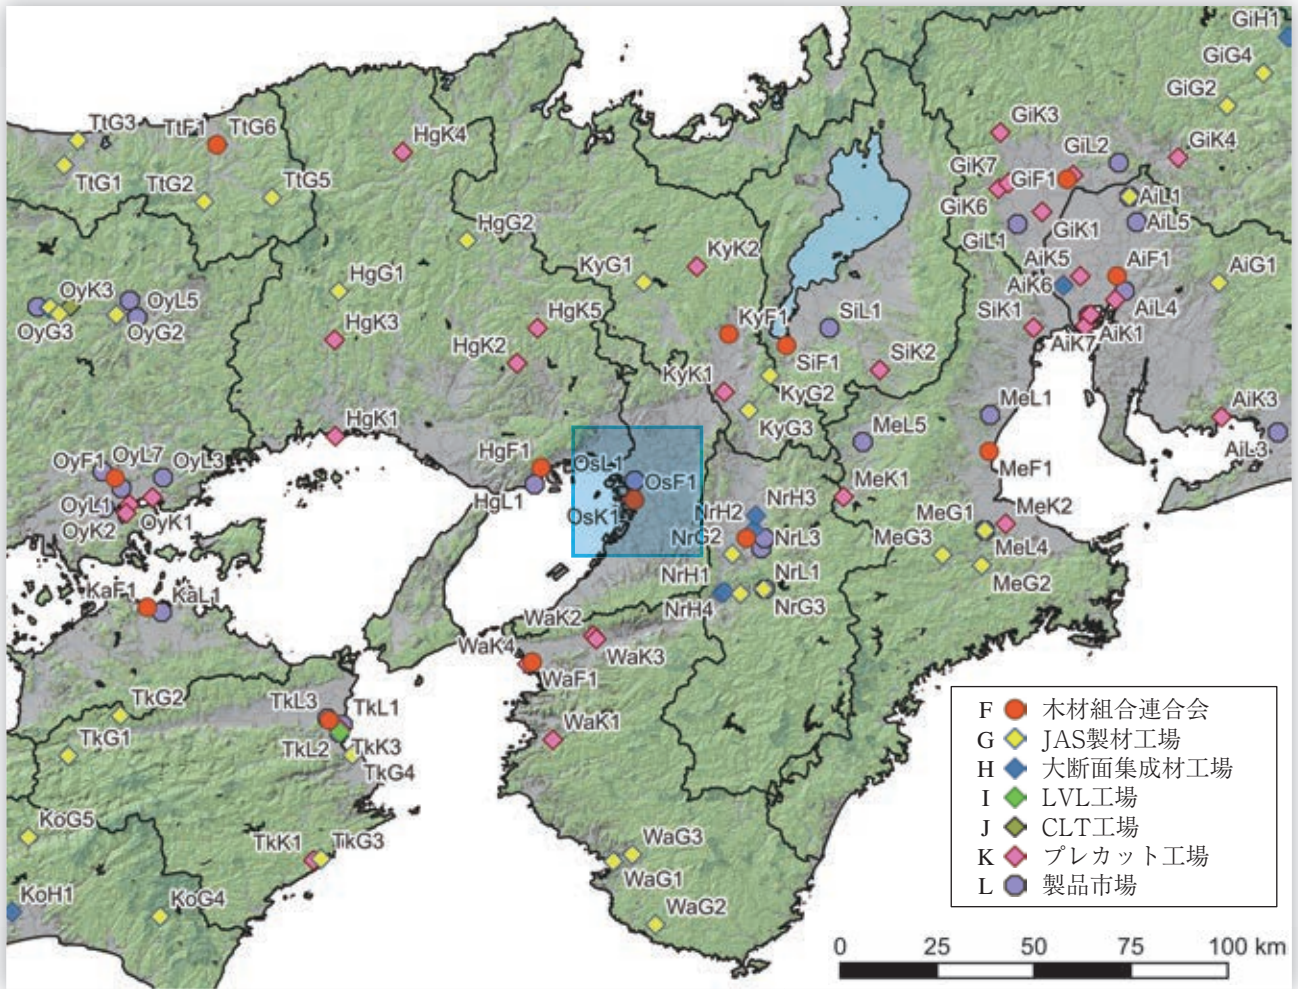 GiH1
GiG4
GiG2
TtG3
TtF1
TtG6
HgK4
GiK3
GiL2
GiK4
TtG1
TtG2
TtG5
GiK7
GiF1
GiK6
AiL1
HgG2
GiL1
GiK1
AiL5
KyG1
KyK2
AiK5
AiF1
AiG1
HgG1
AiK6
OyK3
OyL5
HgK5
SiL1
SiK1
AiL4
OyG3
OyG2
HgK3
KyF1
AiK7
AiK1
HgK2
SiF1
SiK2
KyK1
KyG2
MeL1
AiK3
HgK1
KyG3
MeL5
AiL3
OyF1
OyL7
OyL3
HgF1
OsL1
OsF1
MeF1
HgL1
MeK1
OyL1
OsK1
NrH2
NrH3
MeK2
OyK2
OyK1
NrG2
NrL3
MeG1
MeG3
MeL4
NrH1
NrL1
MeG2
KaF1
KaL1
NrH4
NrG3
WaK2
WaK4
WaK3
WaF1
TkG2
TkL3
TkL1
WaK1
TkG1
TkL2
TkK3
TkG4
KoG5
TkK1
TkG3
WaG3
WaG1
KoH1
KoG4
WaG2
F 木材組合連合会
G JAS製材工場
H 大断面集成材工場
I LVL工場
J CLT工場
K プレカット工場
L 製品市場
0 25 50 75 100 km